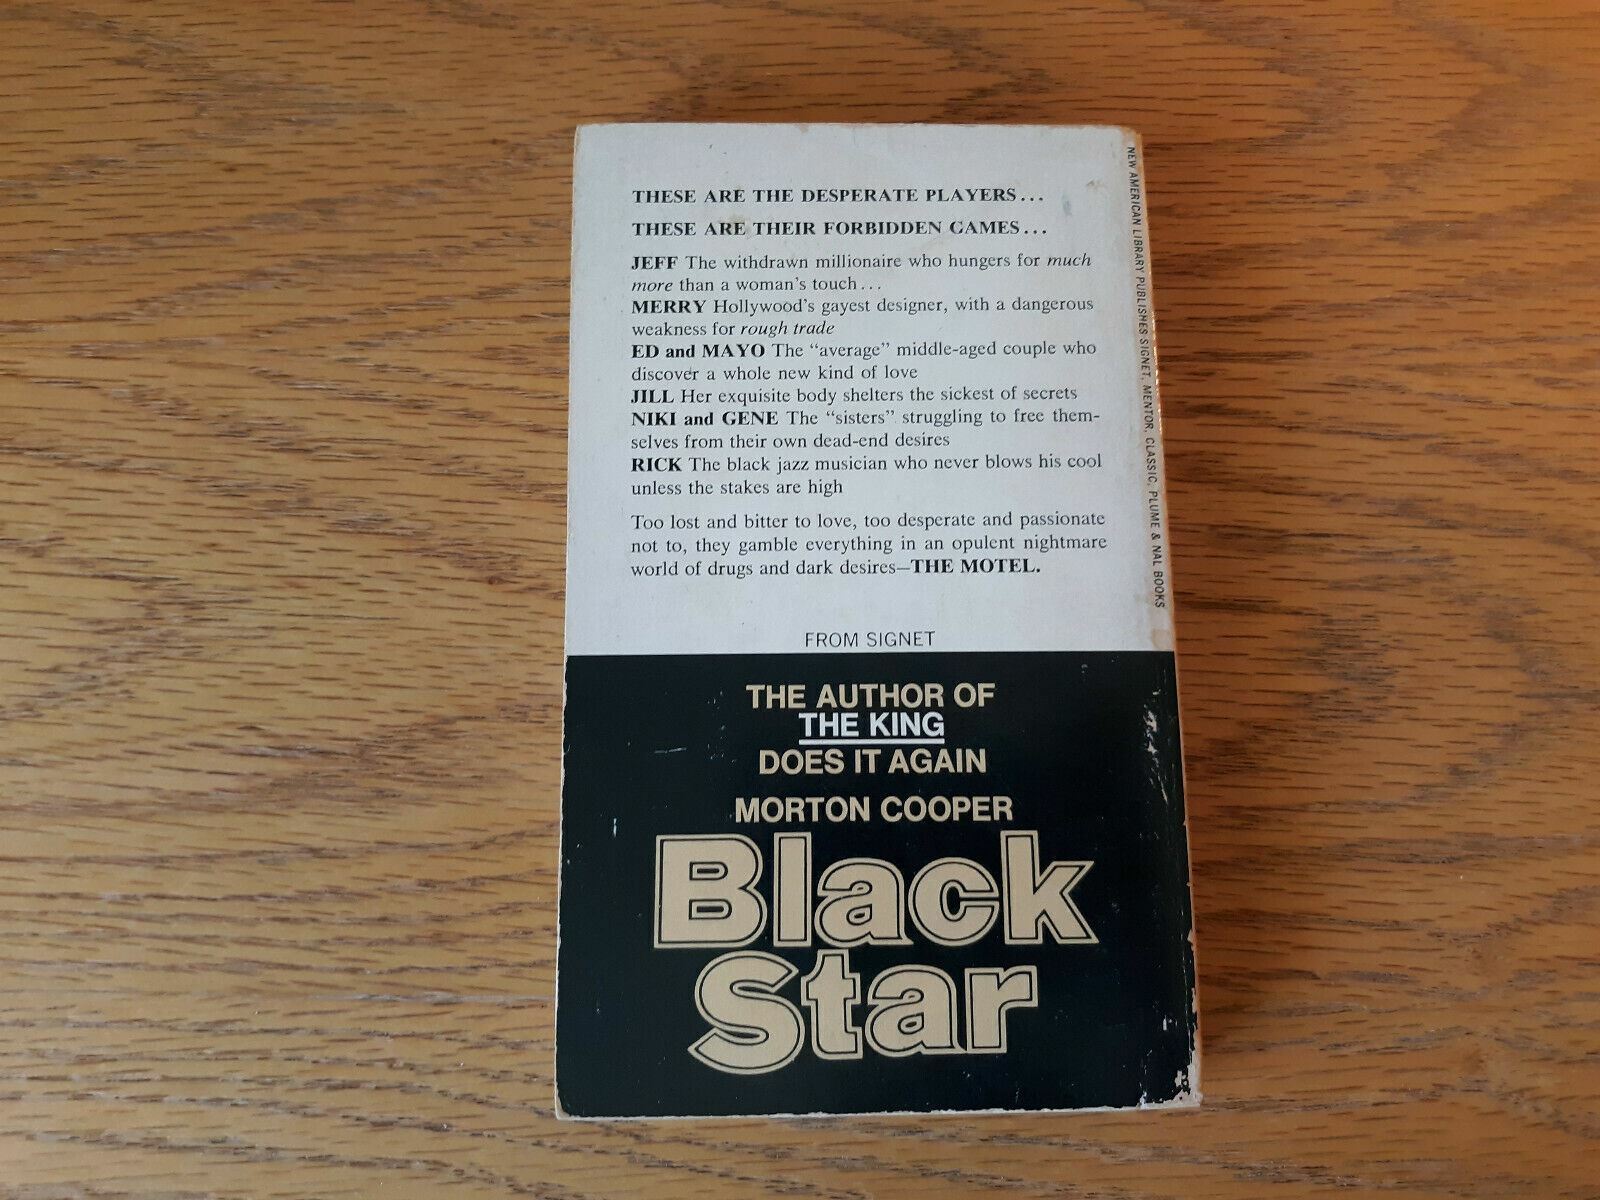 THESE ARE THE DESPERATE PLAYERS...
THESE ARE THEIR FORBIDDEN GAMES...
JEFF The withdrawn millionaire who hungers for much
more than a woman's touch...
MERRY Hollywood's gayest designer, with a dangerous
weakness for rough trade
ED and MAYO The "average" middle-aged couple who
discover a whole new kind of love
JILL Her exquisite body shelters the sickest of secrets
NIKI and GENE The "sisters" struggling to free them-
selves from their own dead-end desires
RICK The black jazz musician who never blows his cool
unless the stakes are high
Too lost and bitter to love, too desperate and passionate
not to, they gamble everything in an opulent nightmare
world of drugs and dark desires—THE MOTEL.
FROM SIGNET
THE AUTHOR OF
THE KING
DOES IT AGAIN
MORTON COOPER
Black
Star
NEW AMERICAN LIBRARY PUBLISHES SIGNET, MENTOR, CLASSIC, PLUME & NAL BOOKS